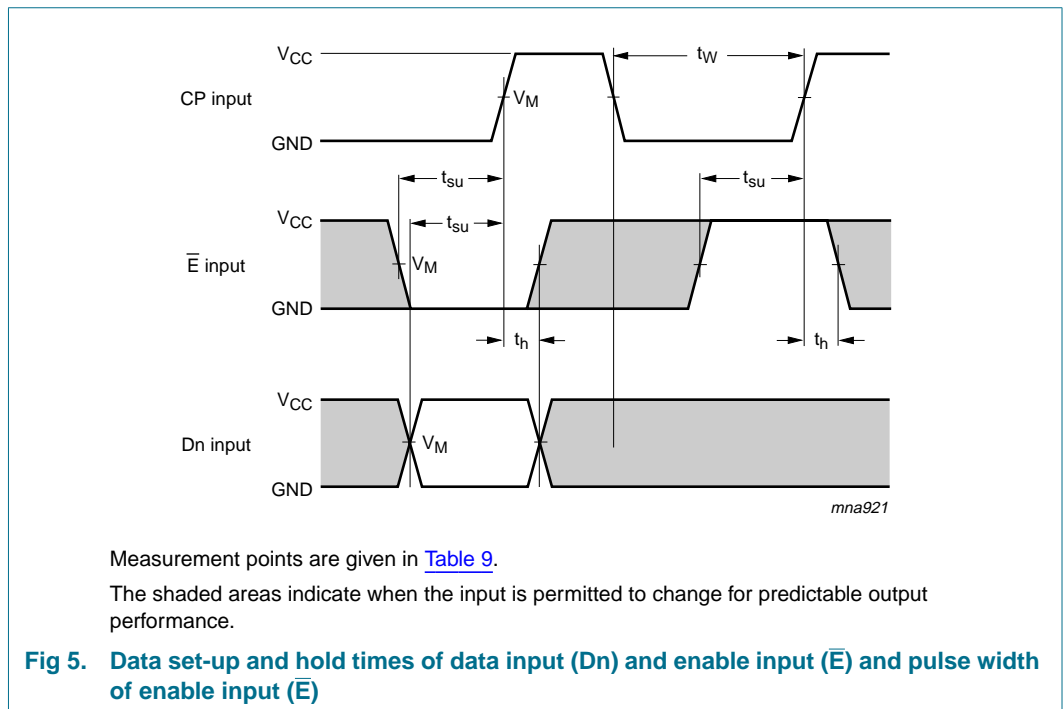 VCC
tW
CP input
VM
GND
tsu
tsu
VCC
tsu
E̅ input
VM
GND
th
th
VCC
Dn input
VM
GND
mna921
Measurement points are given in Table 9.
The shaded areas indicate when the input is permitted to change for predictable output
performance.
Fig 5. Data set-up and hold times of data input (Dn) and enable input (E̅) and pulse width
of enable input (E̅)